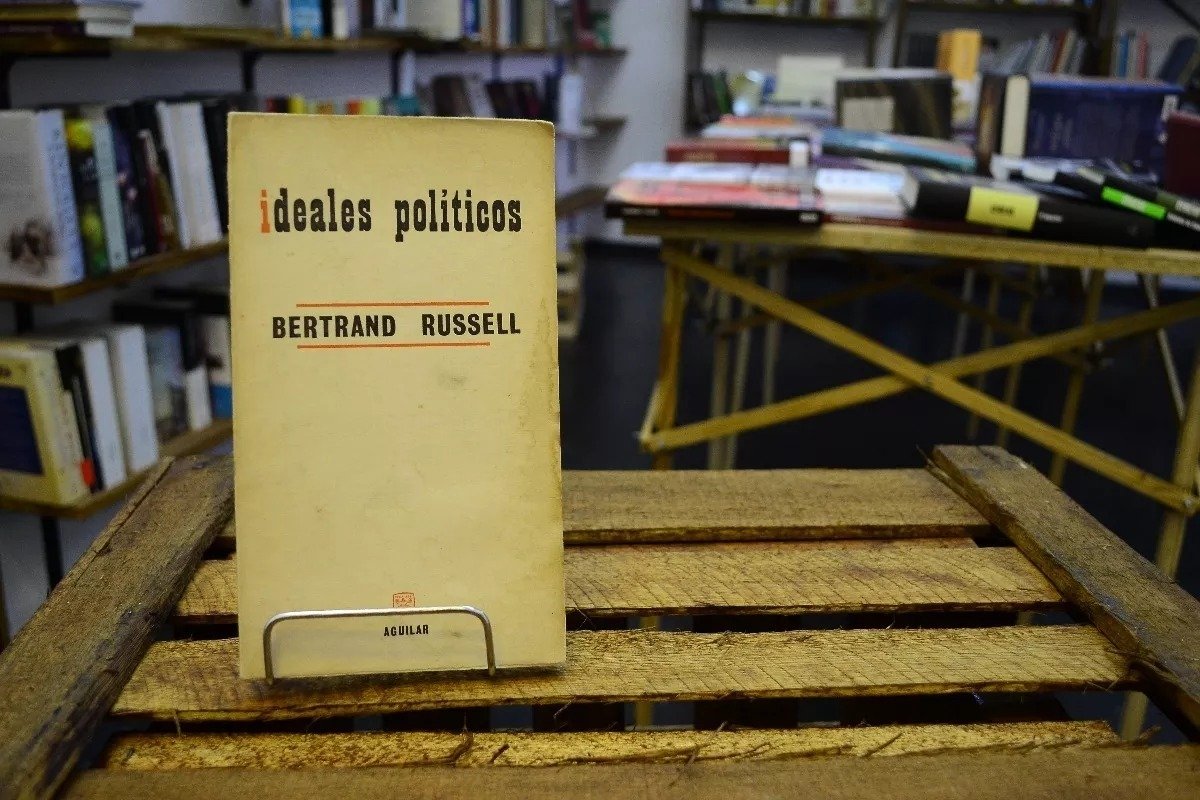 ideales políticos
BERTRAND RUSSELL
AGUILAR